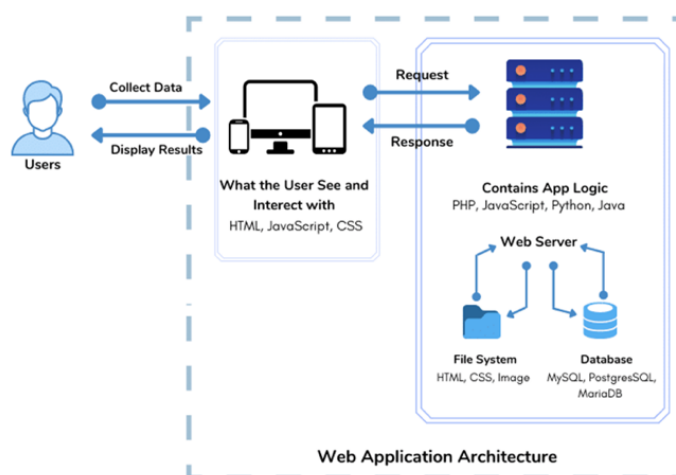 Collect Data
Display Results
Users
What the User See and
Interect with
HTML, JavaScript, CSS
Request
Response
Contains App Logic
PHP, JavaScript, Python, Java
Web Server
File System
HTML, CSS, Image
Database
MySQL, PostgresSQL,
MariaDB
Web Application Architecture